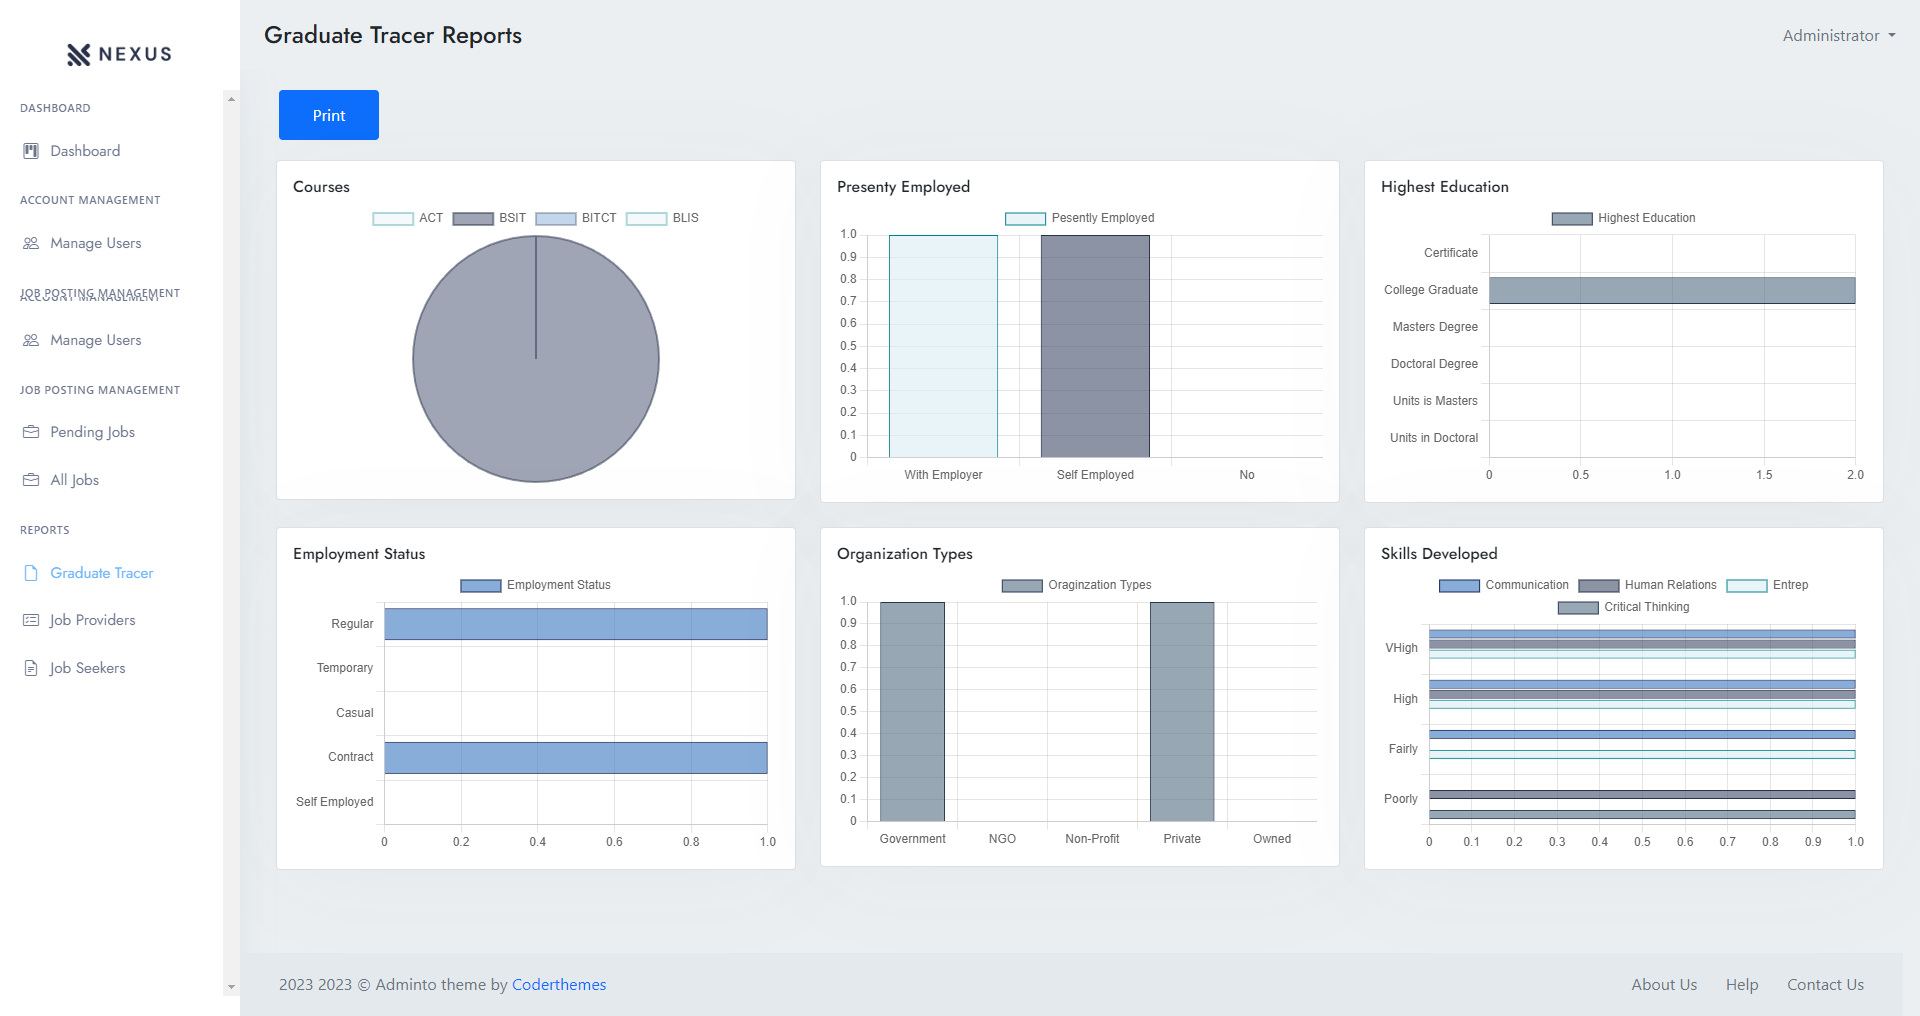 NEXUS
DASHBOARD
Dashboard
ACCOUNT MANAGEMENT
Manage Users
JOB POSTING MANAGEMENT
ACCOUNT MANAGEMENT
Manage Users
JOB POSTING MANAGEMENT
Pending Jobs
All Jobs
REPORTS
Graduate Tracer
Job Providers
Job Seekers
Graduate Tracer Reports
Administrator
Print
Courses
ACT BSIT BITCT BLIS
Presenty Employed
Pesently Employed
1.0
0.9
0.8
0.7
0.6
0.5
0.4
0.3
0.2
0.1
0
With Employer Self Employed No
Highest Education
Highest Education
Certificate
College Graduate
Masters Degree
Doctoral Degree
Units is Masters
Units in Doctoral
0 0.5 1.0 1.5 2.0
Employment Status
Employment Status
Regular
Temporary
Casual
Contract
Self Employed
0 0.2 0.4 0.6 0.8 1.0
Organization Types
Oraginzation Types
1.0
0.9
0.8
0.7
0.6
0.5
0.4
0.3
0.2
0.1
0
Government NGO Non-Profit Private Owned
Skills Developed
Communication Human Relations Entrep
Critical Thinking
VHigh
High
Fairly
Poorly
0 0.1 0.2 0.3 0.4 0.5 0.6 0.7 0.8 0.9 1.0
2023 2023 © Adminto theme by Coderthemes
About Us Help Contact Us